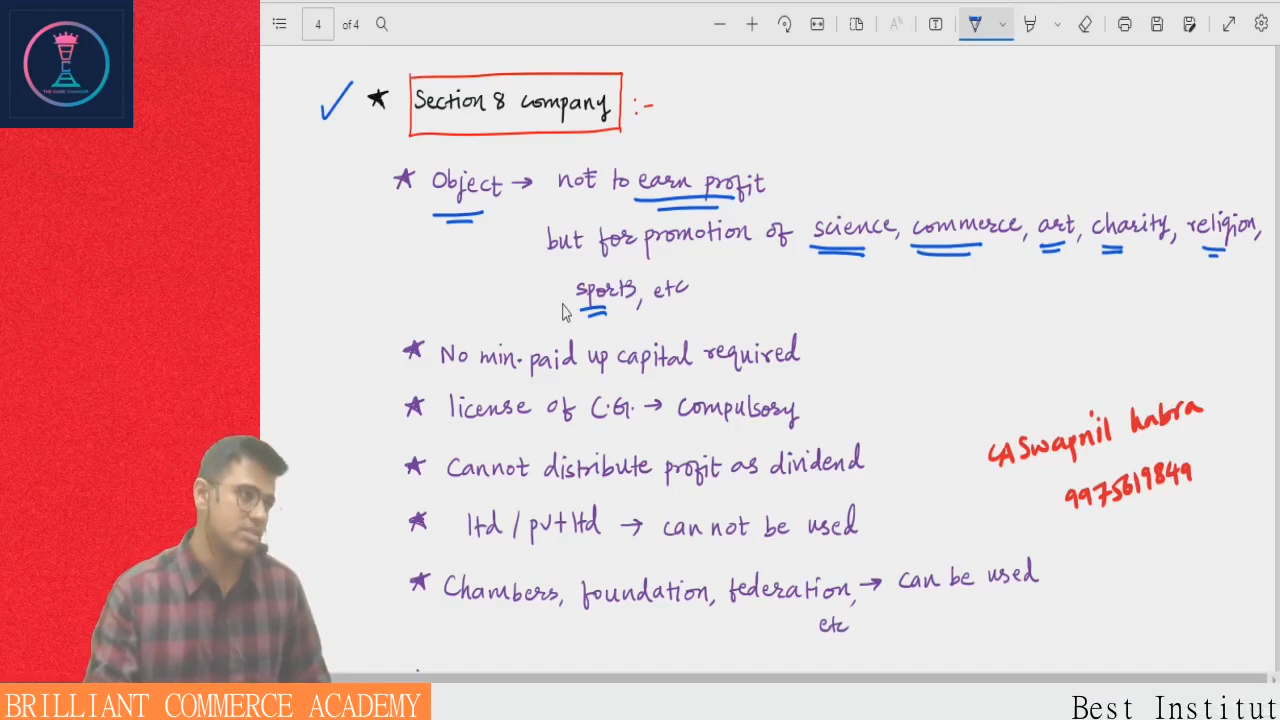 4 of 4
THE GAME CHANGER
Section 8 company :-
Object → not to earn profit
but for promotion of science, commerce, art, charity, religion,
sports, etc
No min. paid up capital required
license of C.G. → compulsory
Cannot distribute profit as dividend
ltd / pvt ltd → can not be used
Chambers, foundation, federation, → can be used
etc
CA Swapnil kabra
9975619849
BRILLIANT COMMERCE ACADEMY
Best Institut